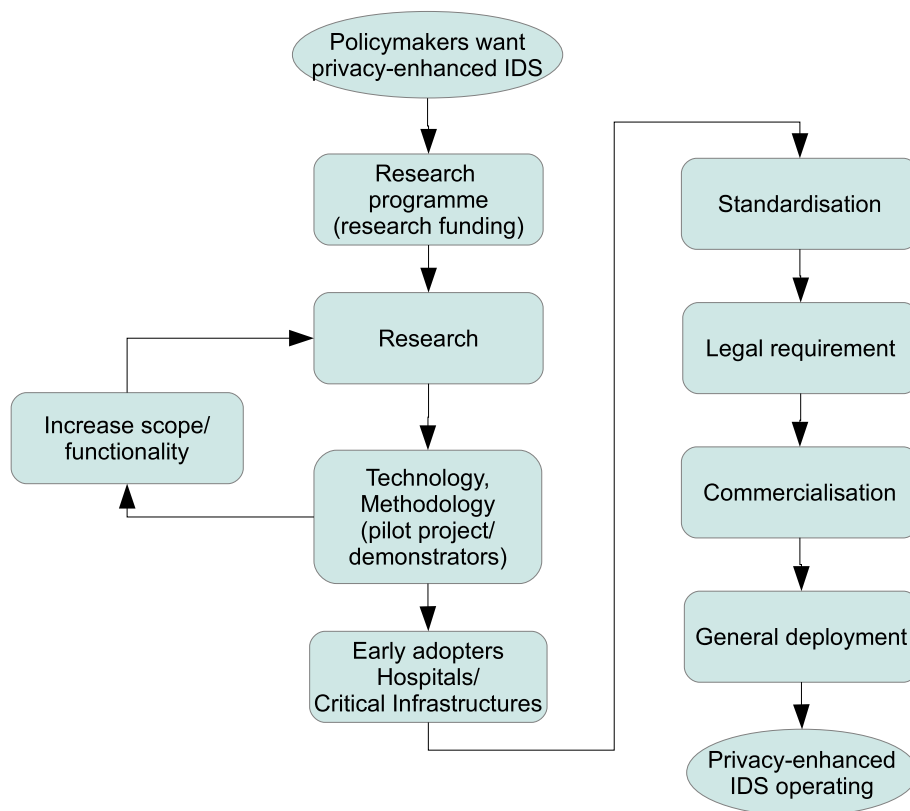 Policymakers want
privacy-enhanced IDS
Research
programme
(research funding)
Research
Increase scope/
functionality
Technology,
Methodology
(pilot project/
demonstrators)
Early adopters
Hospitals/
Critical Infrastructures
Standardisation
Legal requirement
Commercialisation
General deployment
Privacy-enhanced
IDS operating